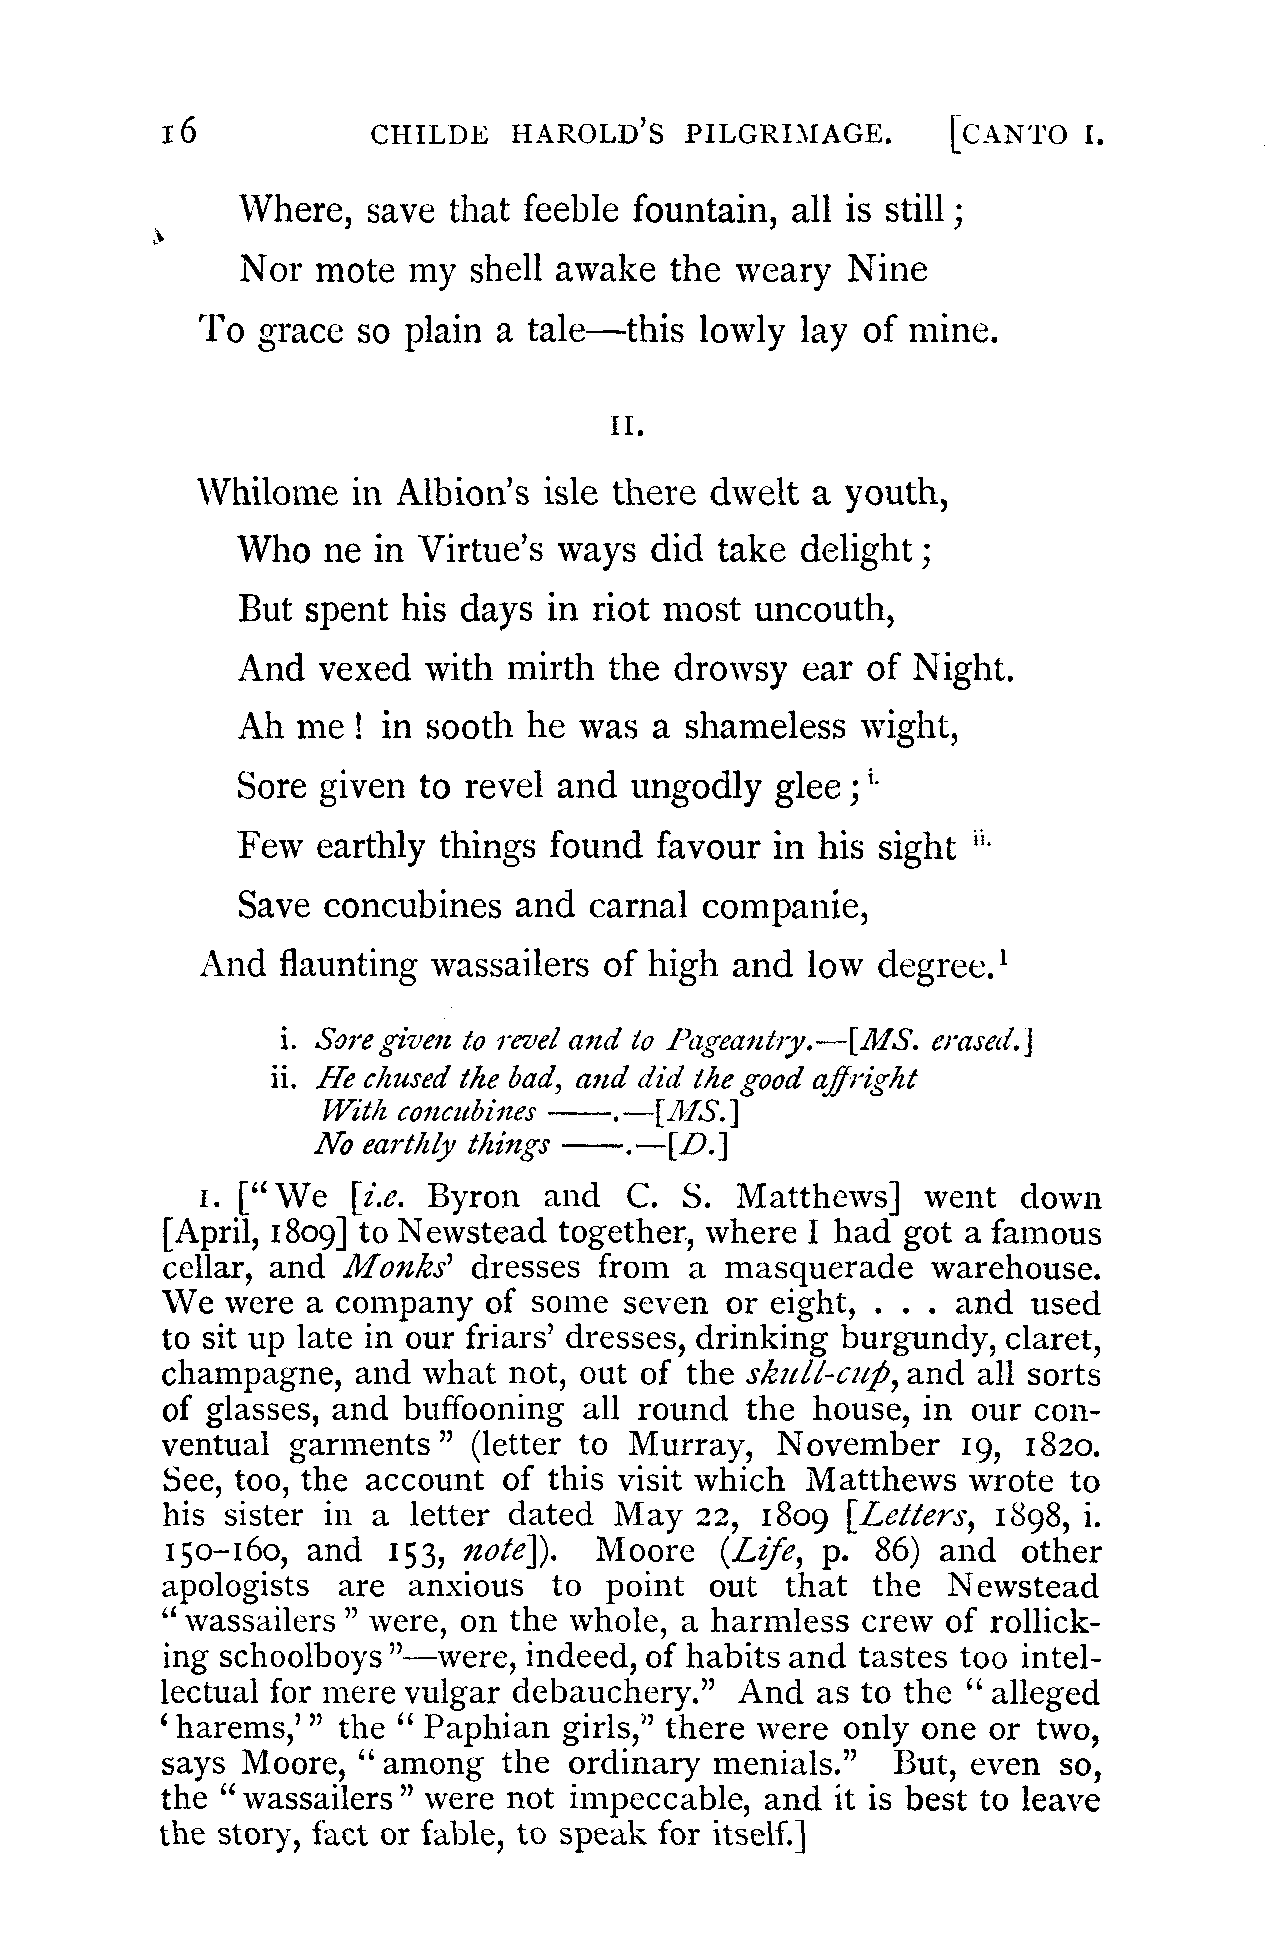 16 CHILDE HAROLD'S PILGRIMAGE. [CANTO I.
Where, save that feeble fountain, all is still;
Nor mote my shell awake the weary Nine
To grace so plain a tale—this lowly lay of mine.
II.
Whilome in Albion's isle there dwelt a youth,
Who ne in Virtue's ways did take delight;
But spent his days in riot most uncouth,
And vexed with mirth the drowsy ear of Night.
Ah me! in sooth he was a shameless wight,
Sore given to revel and ungodly glee; i.
Few earthly things found favour in his sight ii.
Save concubines and carnal companie,
And flaunting wassailers of high and low degree.1
i. Sore given to revel and to Pageantry.—[MS. erased.]
ii. He chused the bad, and did the good affright
With concubines ——.—[MS.]
No earthly things ——.—[D.]
1. ["We [i.e. Byron and C. S. Matthews] went down
[April, 1809] to Newstead together, where I had got a famous
cellar, and Monks' dresses from a masquerade warehouse.
We were a company of some seven or eight, . . . and used
to sit up late in our friars' dresses, drinking burgundy, claret,
champagne, and what not, out of the skull-cup, and all sorts
of glasses, and buffooning all round the house, in our con-
ventual garments" (letter to Murray, November 19, 1820.
See, too, the account of this visit which Matthews wrote to
his sister in a letter dated May 22, 1809 [Letters, 1898, i.
150-160, and 153, note]). Moore (Life, p. 86) and other
apologists are anxious to point out that the Newstead
"wassailers" were, on the whole, a harmless crew of rollick-
ing schoolboys"—were, indeed, of habits and tastes too intel-
lectual for mere vulgar debauchery." And as to the "alleged
'harems,'" the "Paphian girls," there were only one or two,
says Moore, "among the ordinary menials." But, even so,
the "wassailers" were not impeccable, and it is best to leave
the story, fact or fable, to speak for itself.]